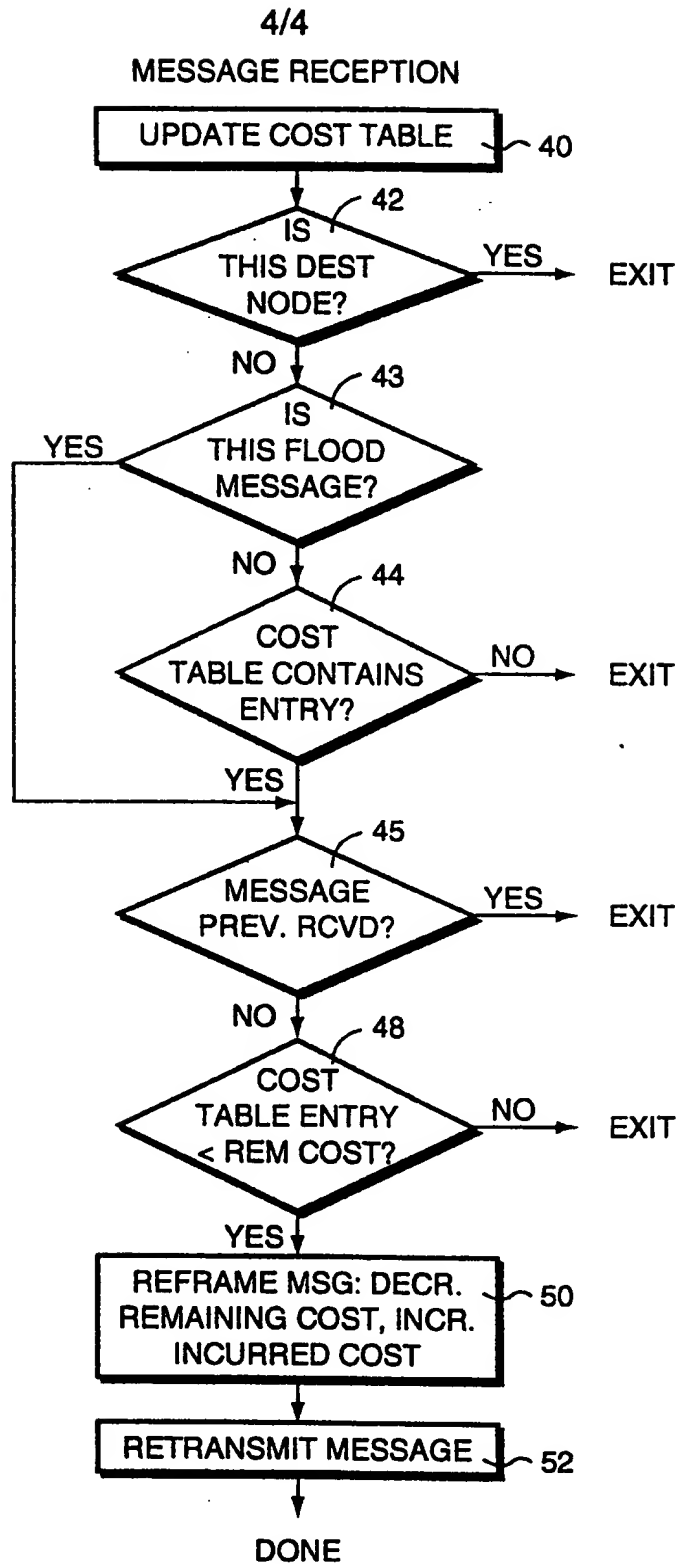 4/4
MESSAGE RECEPTION
UPDATE COST TABLE
40
42
IS
THIS DEST
NODE?
YES
EXIT
NO
43
IS
THIS FLOOD
MESSAGE?
YES
NO
44
COST
TABLE CONTAINS
ENTRY?
NO
EXIT
YES
45
MESSAGE
PREV. RCVD?
YES
EXIT
NO
48
COST
TABLE ENTRY
< REM COST?
NO
EXIT
YES
REFRAME MSG: DECR.
REMAINING COST, INCR.
INCURRED COST
50
RETRANSMIT MESSAGE
52
DONE